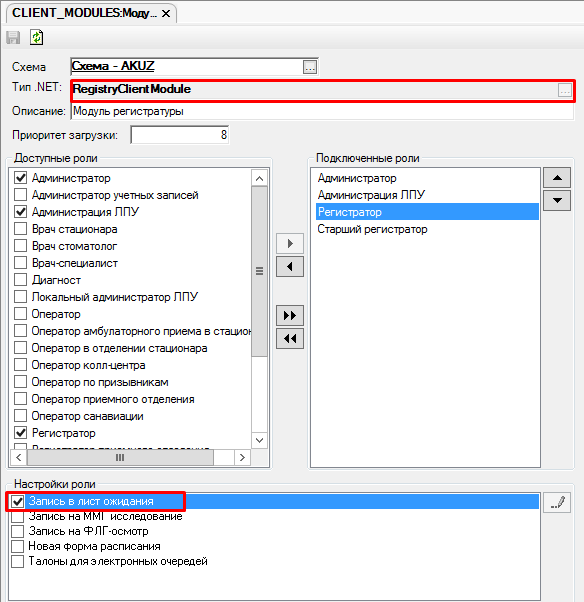 CLIENT_MODULES:Моду...
Схема
Схема - AKUZ
...
Тип .NET:
RegistryClientModule
...
Описание:
Модуль регистратуры
Приоритет загрузки:
8
Доступные роли
Администратор
Администратор учетных записей
Администрация ЛПУ
Врач стационара
Врач стоматолог
Врач-специалист
Диагност
Локальный администратор ЛПУ
Оператор
Оператор амбулаторного приема в стацион
Оператор в отделении стационара
Оператор колл-центра
Оператор по призывникам
Оператор приемного отделения
Оператор санавиации
Регистратор
Регистратор приемного отделения
Подключенные роли
Администратор
Администрация ЛПУ
Регистратор
Старший регистратор
Настройки роли
Запись в лист ожидания
Запись на ММГ исследование
Запись на ФЛГ-осмотр
Новая форма расписания
Талоны для электронных очередей